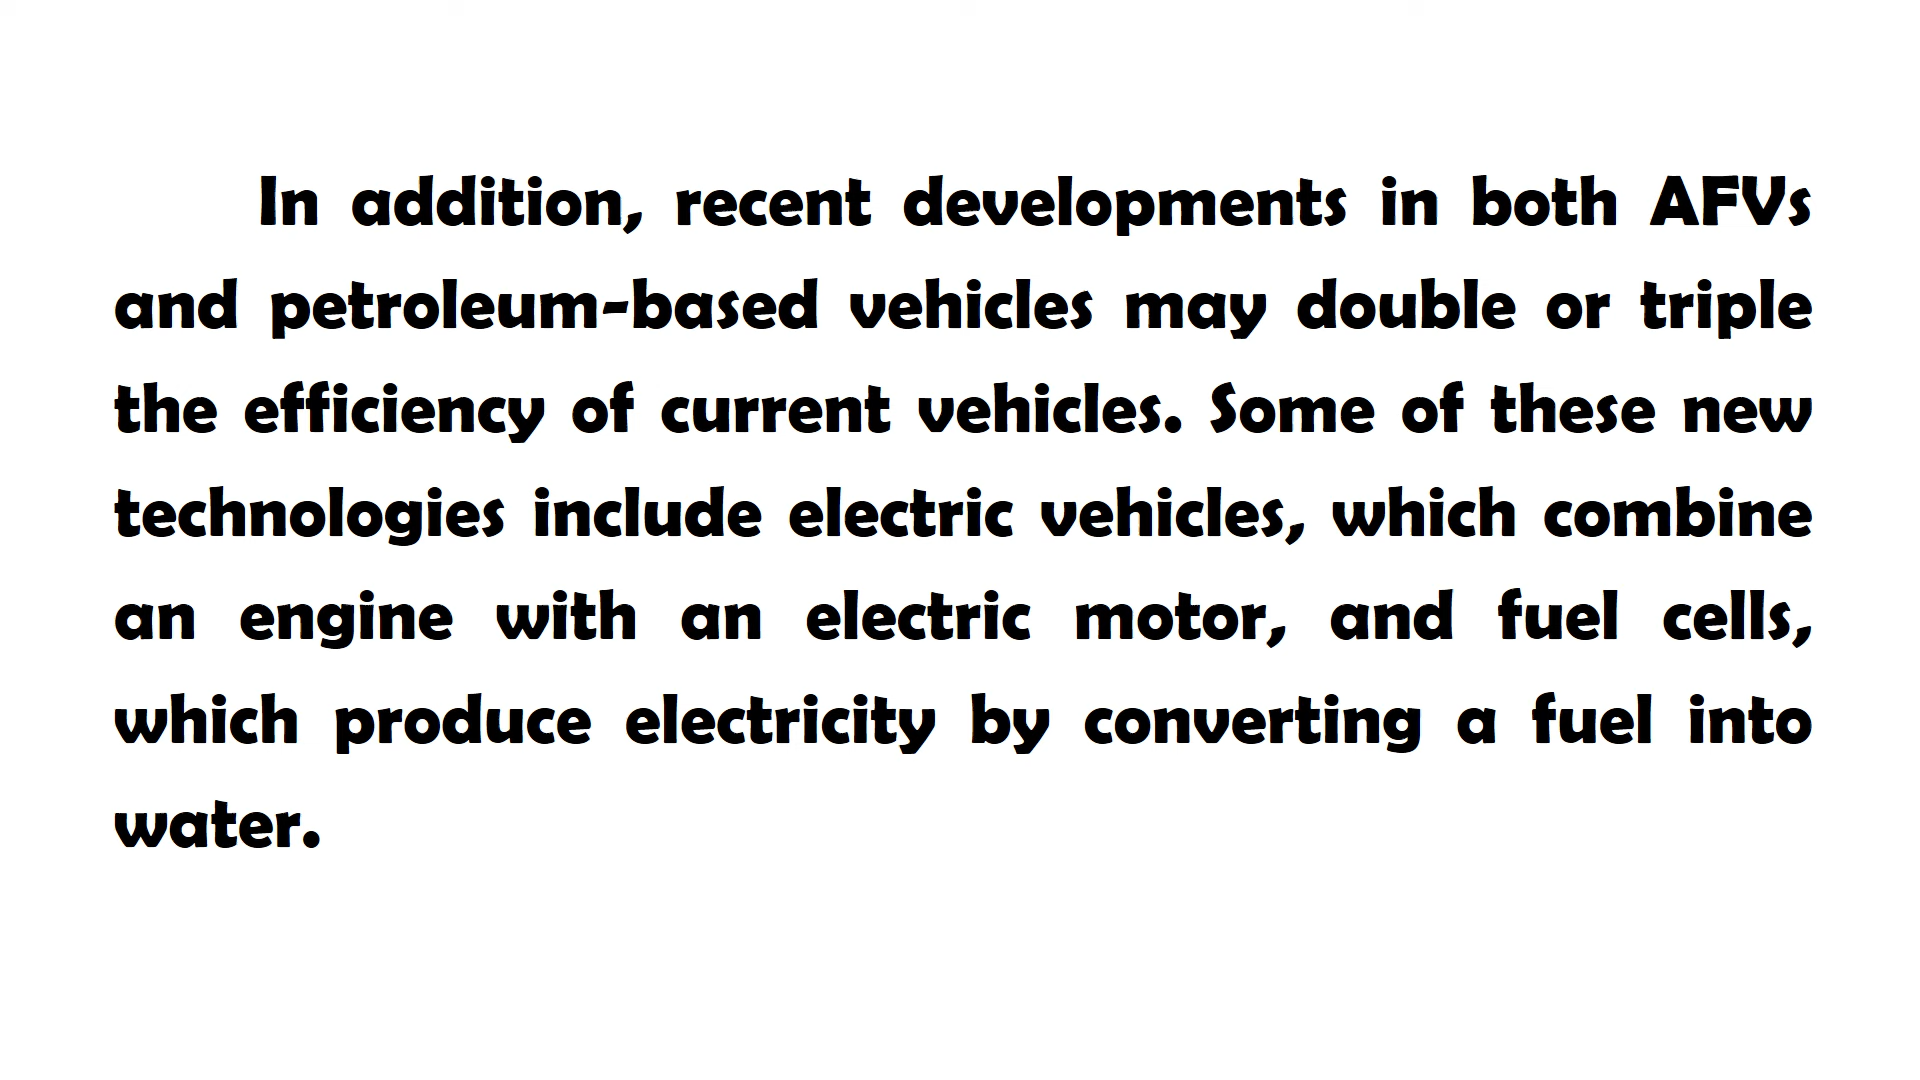 In addition, recent developments in both AFVs
and petroleum-based vehicles may double or triple
the efficiency of current vehicles. Some of these new
technologies include electric vehicles, which combine
an engine with an electric motor, and fuel cells,
which produce electricity by converting a fuel into
water.